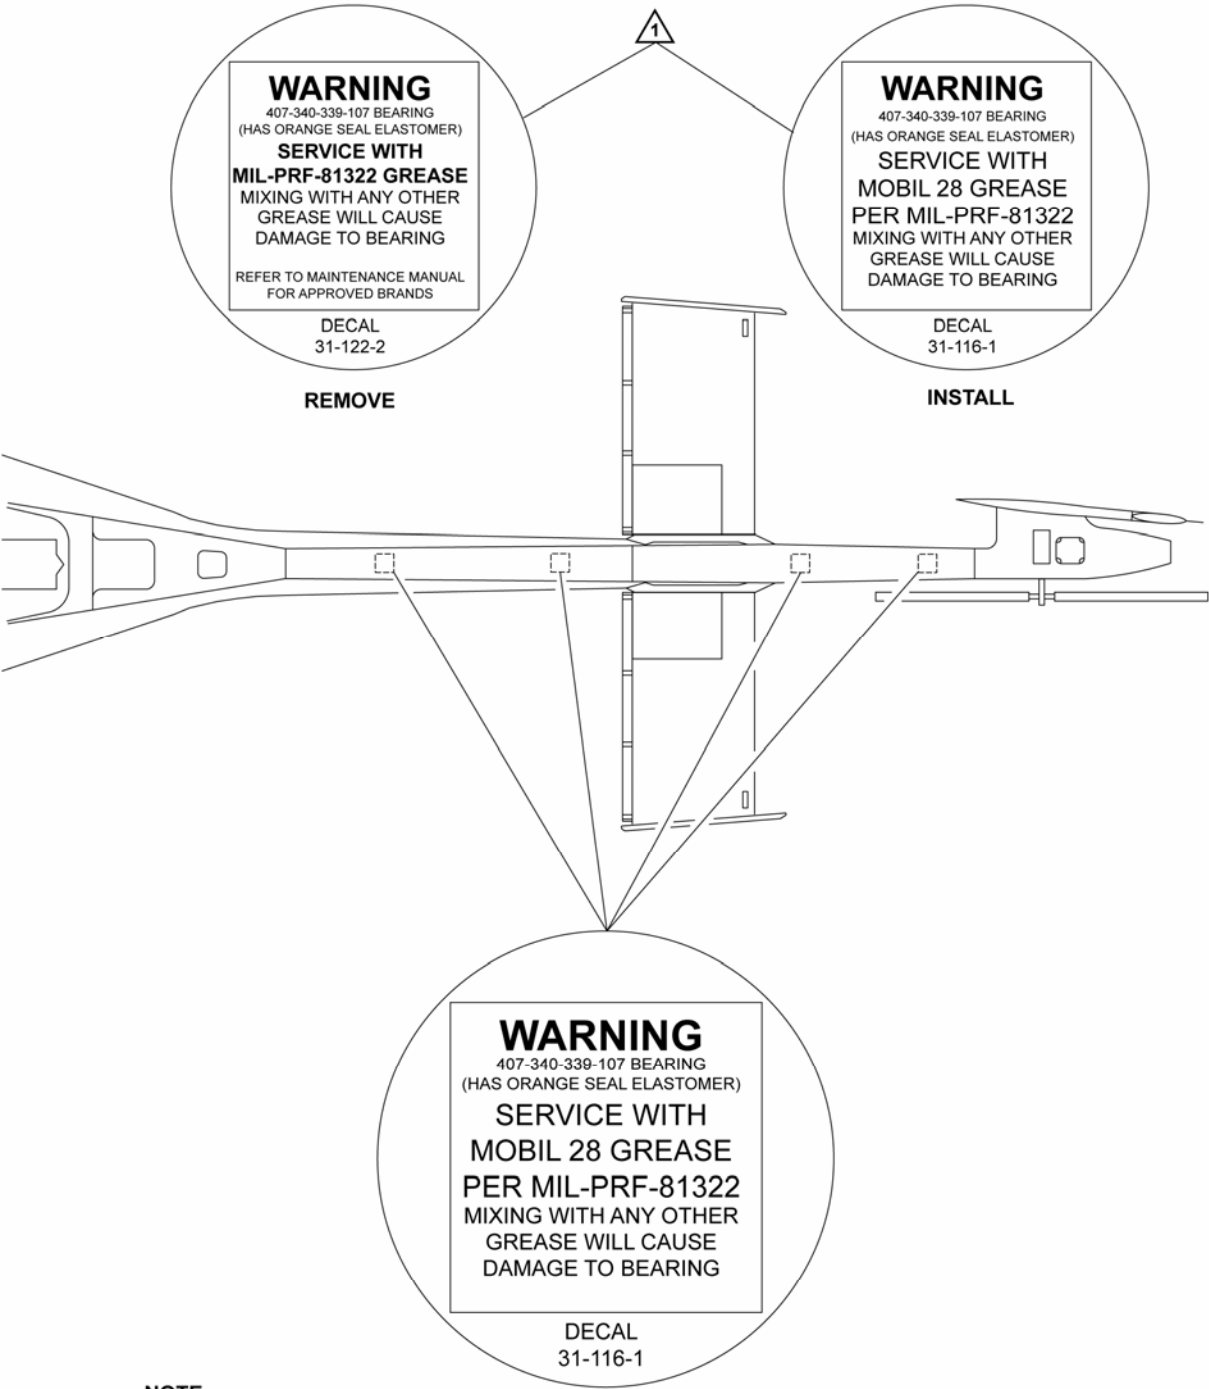 1
WARNING
407-340-339-107 BEARING
(HAS ORANGE SEAL ELASTOMER)
SERVICE WITH
MIL-PRF-81322 GREASE
MIXING WITH ANY OTHER
GREASE WILL CAUSE
DAMAGE TO BEARING
REFER TO MAINTENANCE MANUAL
FOR APPROVED BRANDS
DECAL
31-122-2
REMOVE
WARNING
407-340-339-107 BEARING
(HAS ORANGE SEAL ELASTOMER)
SERVICE WITH
MOBIL 28 GREASE
PER MIL-PRF-81322
MIXING WITH ANY OTHER
GREASE WILL CAUSE
DAMAGE TO BEARING
DECAL
31-116-1
INSTALL
WARNING
407-340-339-107 BEARING
(HAS ORANGE SEAL ELASTOMER)
SERVICE WITH
MOBIL 28 GREASE
PER MIL-PRF-81322
MIXING WITH ANY OTHER
GREASE WILL CAUSE
DAMAGE TO BEARING
DECAL
31-116-1